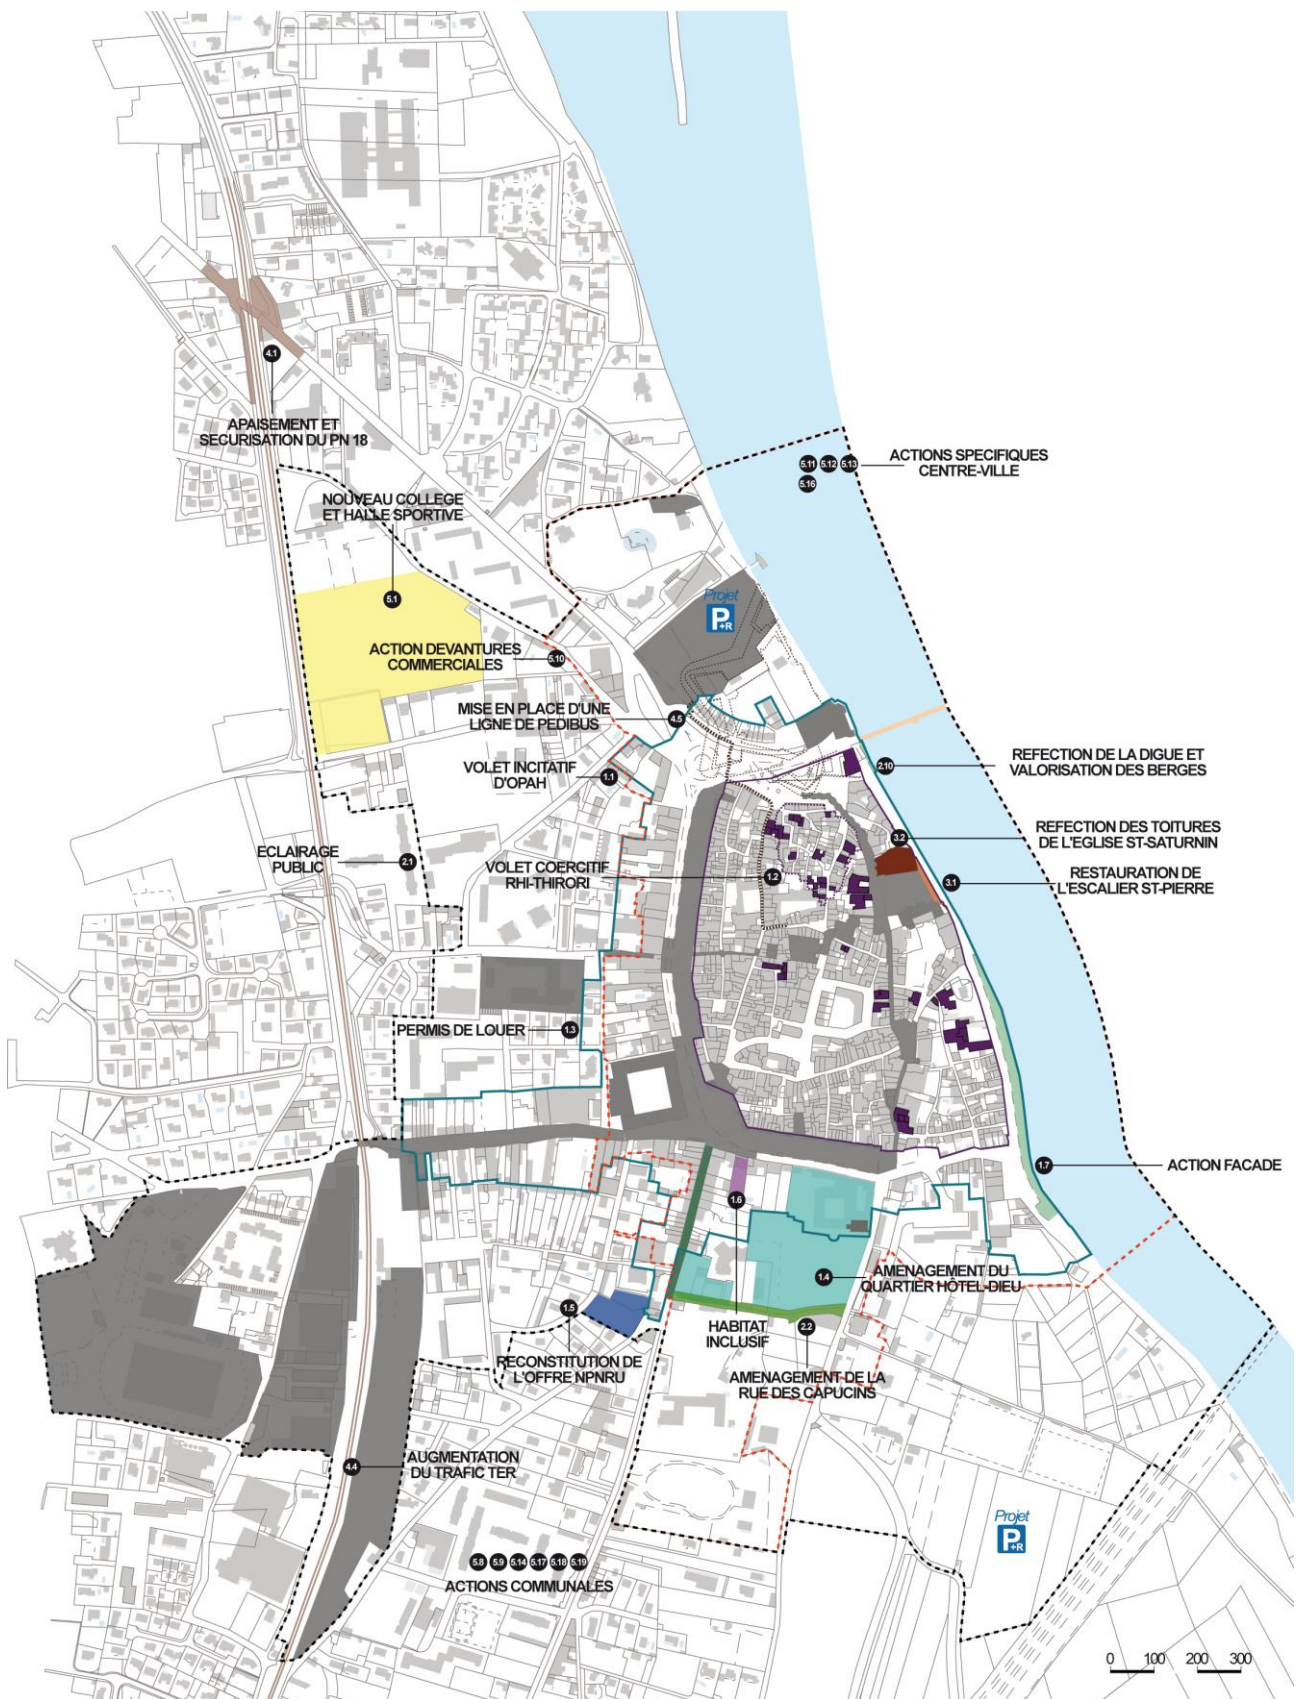 4.1
APAISEMENT ET
SECURISATION DU PN 18
5.11 5.12 5.13
5.16
ACTIONS SPECIFIQUES
CENTRE-VILLE
NOUVEAU COLLEGE
ET HALLE SPORTIVE
5.1
Projet
P+R
ACTION DEVANTURES
COMMERCIALES
5.10
MISE EN PLACE D'UNE
LIGNE DE PEDIBUS
4.5
VOLET INCITATIF
D'OPAH
1.1
2.10
REFECTION DE LA DIGUE ET
VALORISATION DES BERGES
3.2
REFECTION DES TOITURES
DE L'EGLISE ST-SATURNIN
ECLAIRAGE
PUBLIC
2.1
VOLET COERCITIF
RHI-THIRORI
1.2
3.1
RESTAURATION DE
L'ESCALIER ST-PIERRE
PERMIS DE LOUER
1.3
1.7
ACTION FACADE
1.6
1.4
AMENAGEMENT DU
QUARTIER HÔTEL-DIEU
1.5
HABITAT
INCLUSIF
2.2
RECONSTITUTION DE
L'OFFRE NPNRU
AMENAGEMENT DE LA
RUE DES CAPUCINS
4.4
AUGMENTATION
DU TRAFIC TER
Projet
P+R
5.8 5.9 5.14 5.17 5.18 5.19
ACTIONS COMMUNALES
0 100 200 300